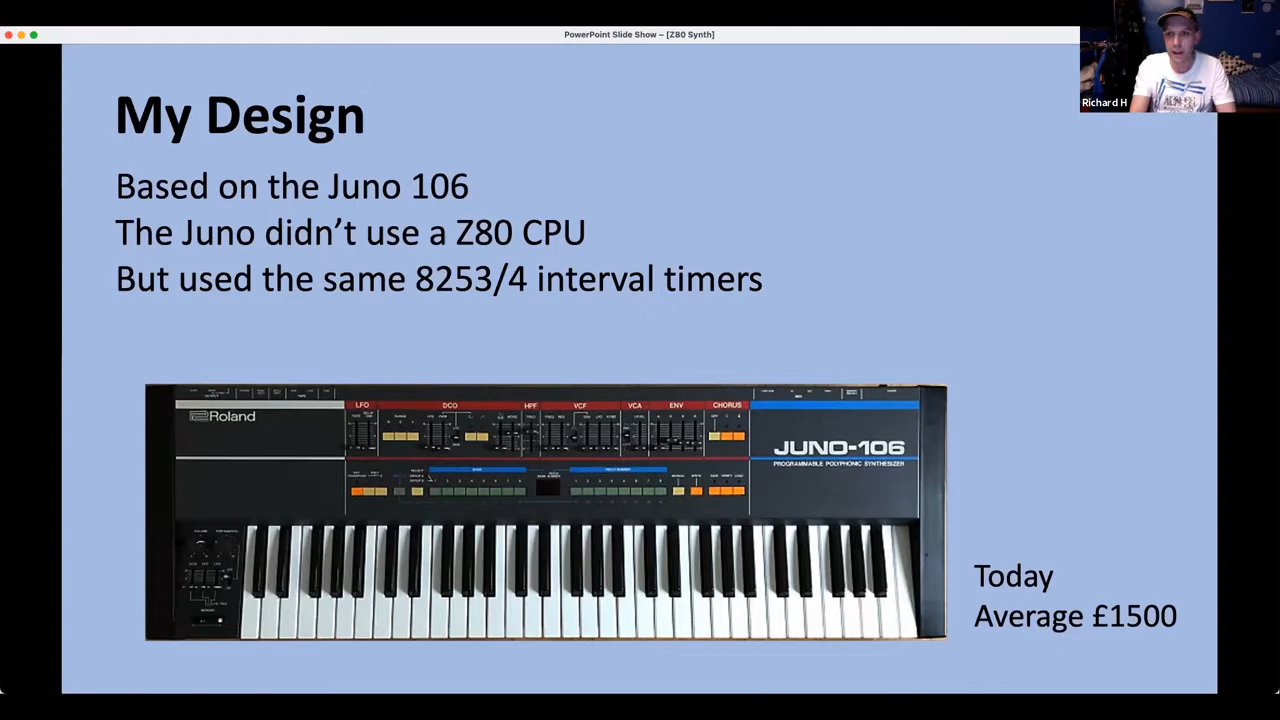 PowerPoint Slide Show – [Z80 Synth]
Richard H
My Design
Based on the Juno 106
The Juno didn’t use a Z80 CPU
But used the same 8253/4 interval timers
Roland
LFO
DCO
HPF
VCF
VCA
ENV
CHORUS
JUNO-106
PROGRAMMABLE POLYPHONIC SYNTHESIZER
Today
Average £1500